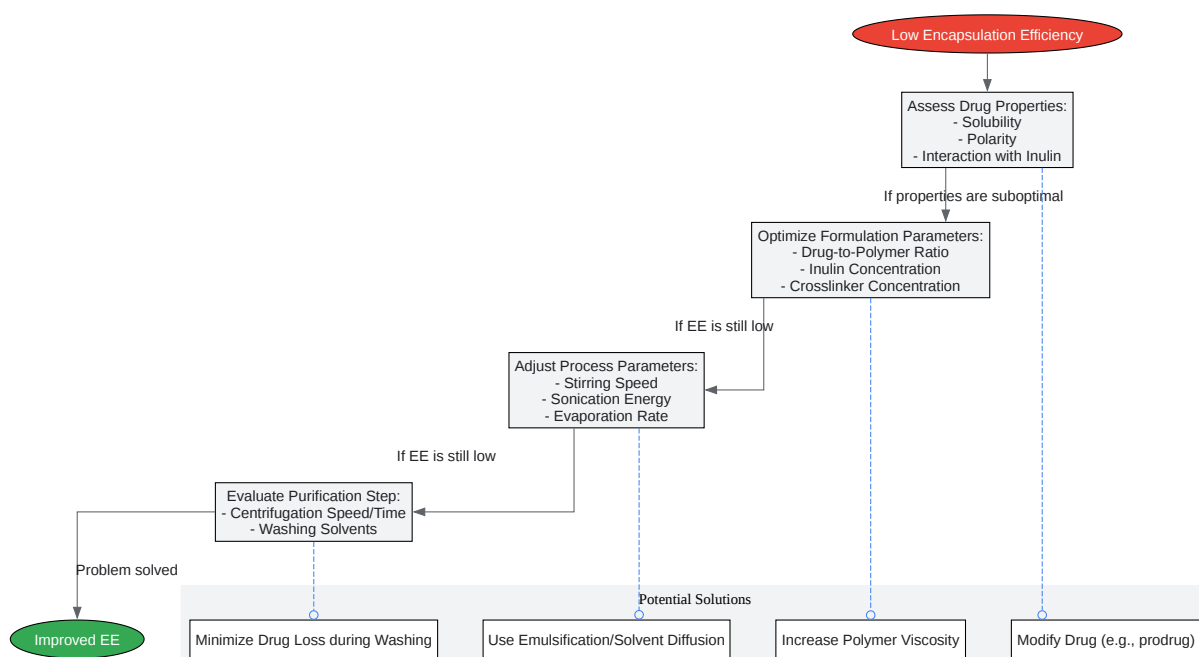 Low Encapsulation Efficiency
Assess Drug Properties:
- Solubility
- Polarity
- Interaction with Inulin
If properties are suboptimal
Optimize Formulation Parameters:
- Drug-to-Polymer Ratio
- Inulin Concentration
- Crosslinker Concentration
If EE is still low
Adjust Process Parameters:
- Stirring Speed
- Sonication Energy
- Evaporation Rate
If EE is still low
Evaluate Purification Step:
- Centrifugation Speed/Time
- Washing Solvents
Problem solved
Improved EE
Potential Solutions
Minimize Drug Loss during Washing
Use Emulsification/Solvent Diffusion
Increase Polymer Viscosity
Modify Drug (e.g., prodrug)